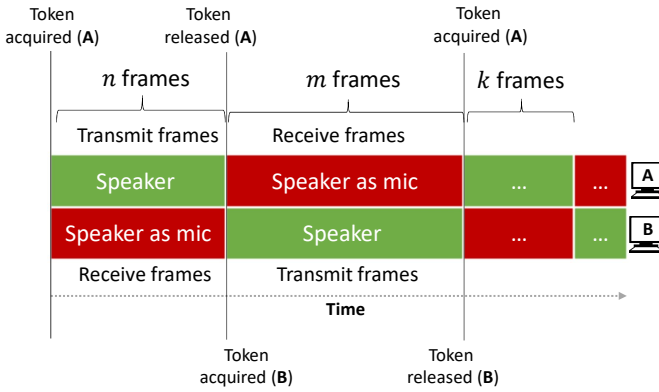 Token
acquired (A)
Token
released (A)
Token
acquired (A)
n frames
m frames
k frames
Transmit frames
Receive frames
Speaker
Speaker as mic
...
...
A
Speaker as mic
Speaker
...
...
B
Receive frames
Transmit frames
Time
Token
acquired (B)
Token
released (B)